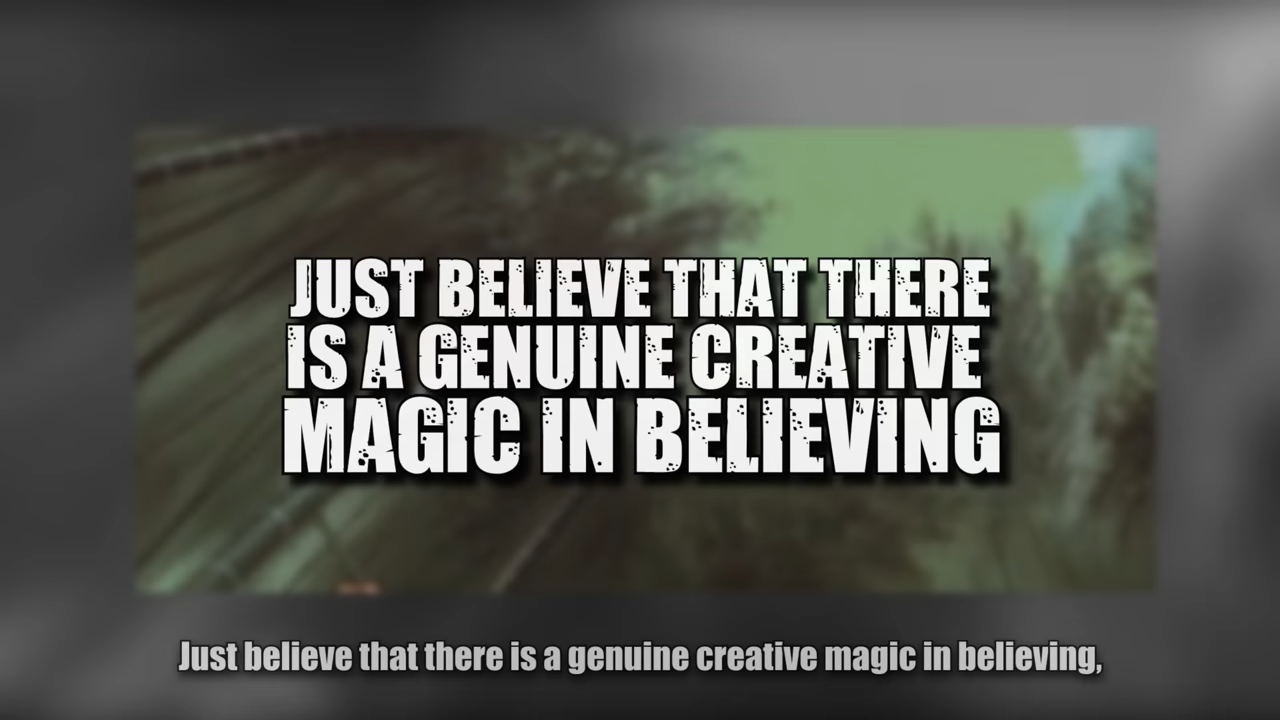 JUST BELIEVE THAT THERE
IS A GENUINE CREATIVE
MAGIC IN BELIEVING
Just believe that there is a genuine creative magic in believing,